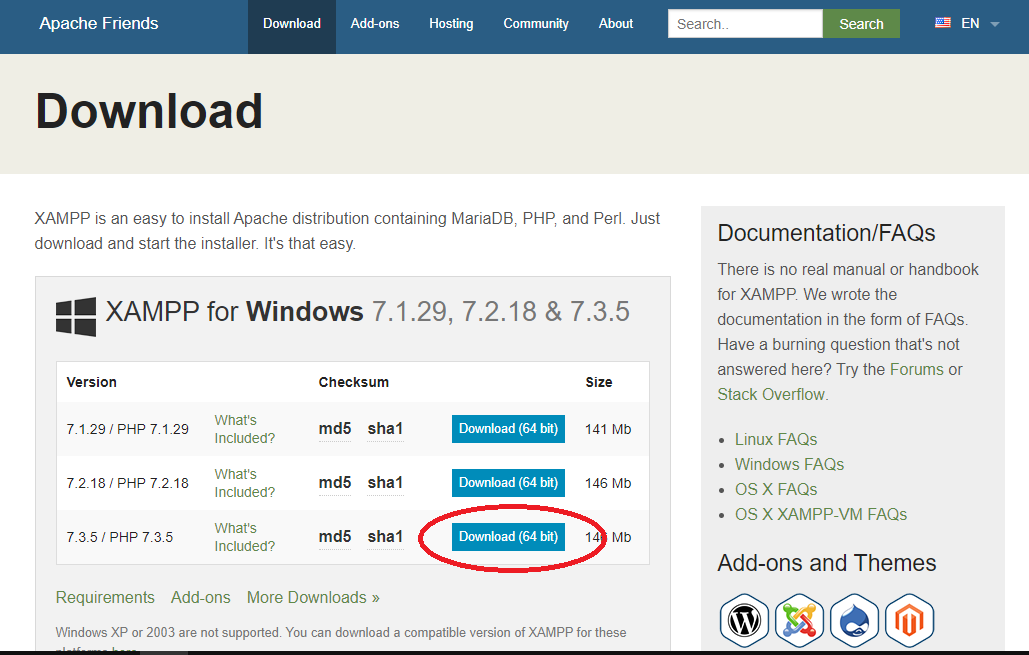 Apache Friends
Download
Add-ons
Hosting
Community
About
Search..
Search
EN
Download
XAMPP is an easy to install Apache distribution containing MariaDB, PHP, and Perl. Just
download and start the installer. It's that easy.
XAMPP for Windows 7.1.29, 7.2.18 & 7.3.5
Version Checksum Size
7.1.29 / PHP 7.1.29 What's Included? md5 sha1 Download (64 bit) 141 Mb
7.2.18 / PHP 7.2.18 What's Included? md5 sha1 Download (64 bit) 146 Mb
7.3.5 / PHP 7.3.5 What's Included? md5 sha1 Download (64 bit) Mb
Requirements Add-ons More Downloads »
Windows XP or 2003 are not supported. You can download a compatible version of XAMPP for these
platforms here.
Documentation/FAQs
There is no real manual or handbook
for XAMPP. We wrote the
documentation in the form of FAQs.
Have a burning question that's not
answered here? Try the Forums or
Stack Overflow.
Linux FAQs
Windows FAQs
OS X FAQs
OS X XAMPP-VM FAQs
Add-ons and Themes